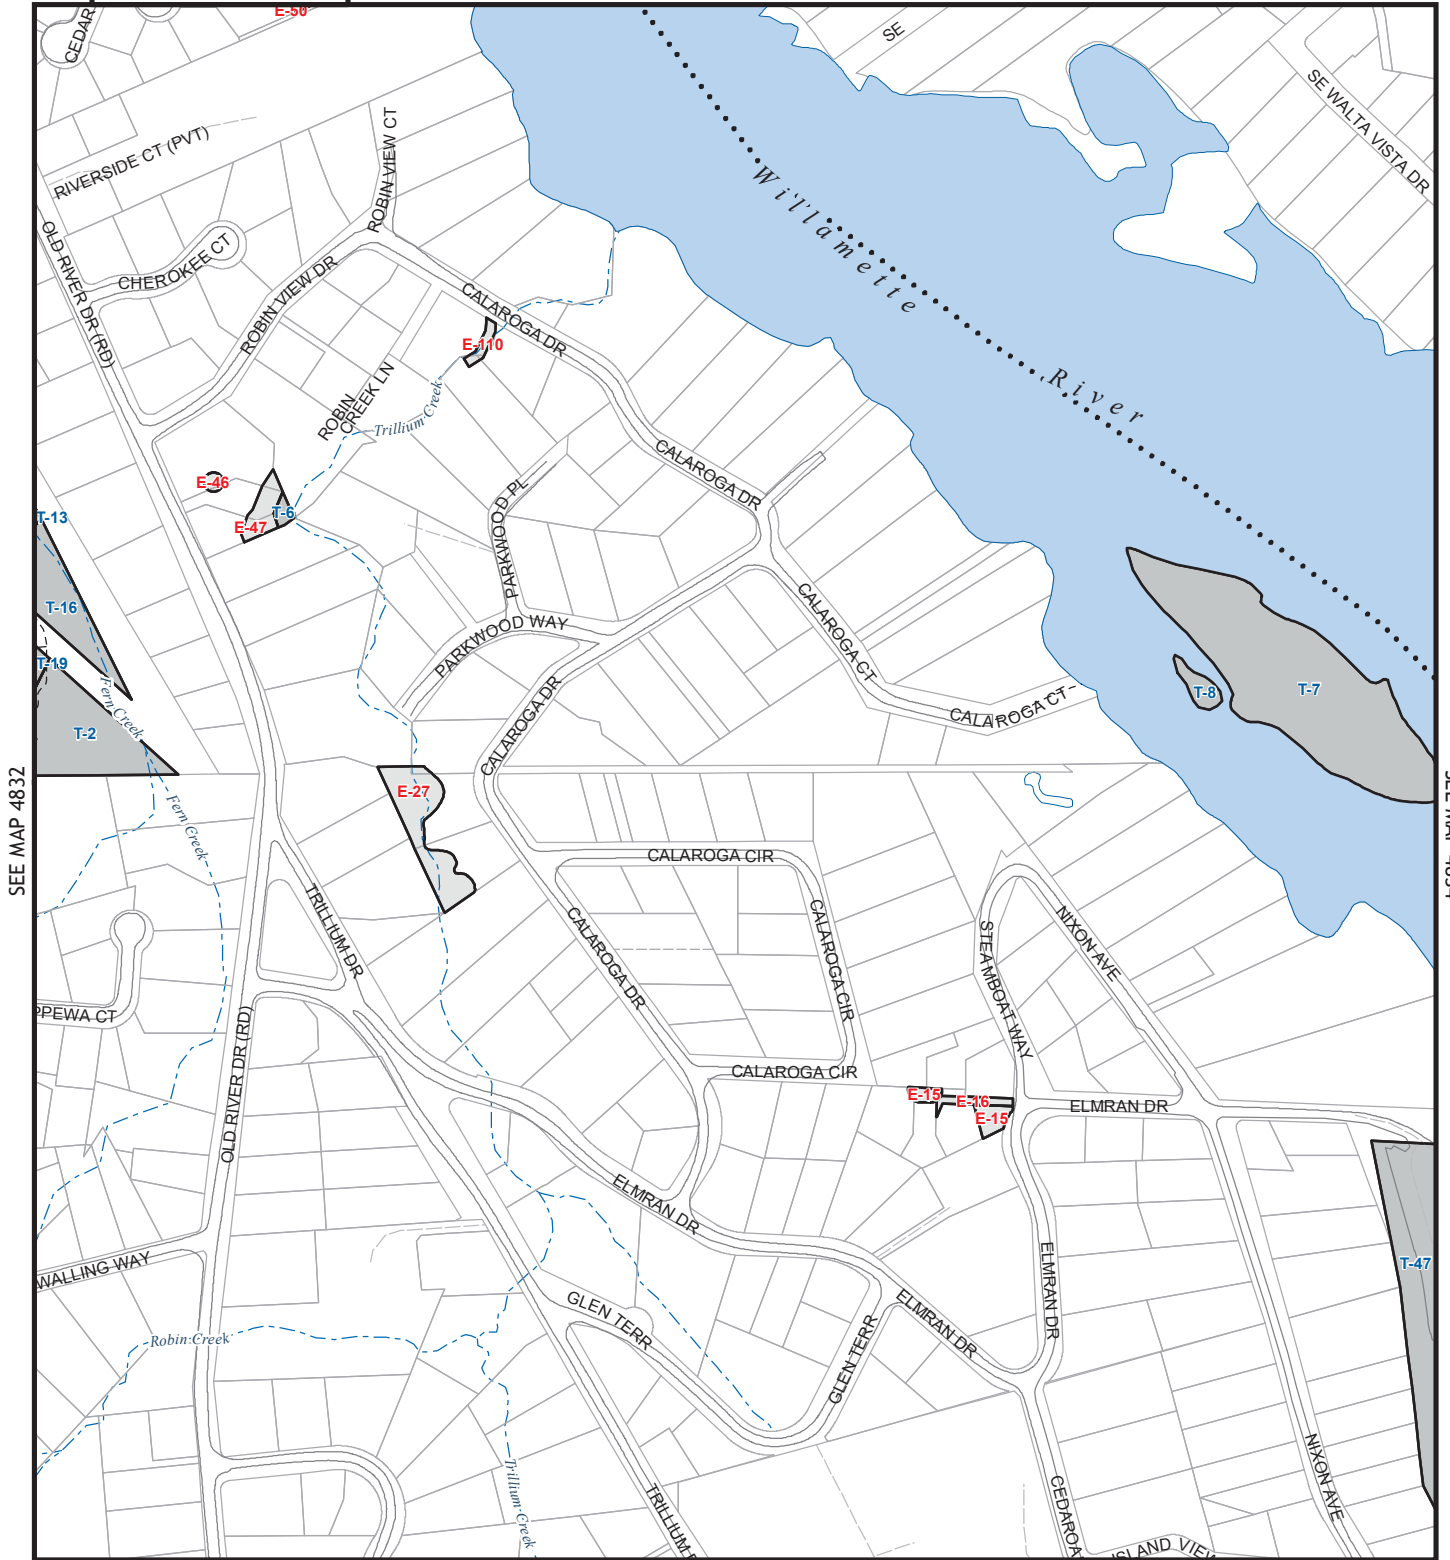 E-50
CEDAR
SE
SE WALTA VISTA DR
RIVERSIDE CT (PVT)
ROBIN VIEW CT
Willamette
River
OLD RIVER DR (RD)
CHEROKEE CT
ROBIN VIEW DR
CALAROGA DR
E-110
ROBIN
CREEK LN
Trillium Creek
CALAROGA DR
E-46
T-6
E-47
PARKWOOD PL
T-13
T-16
T-19
T-2
Fern Creek
PARKWOOD WAY
CALAROGA CT
T-8
T-7
CALAROGA CT
CALAROGA DR
SEE MAP 4832
E-27
Fern Creek
CALAROGA CIR
TRILLIUM DR
CALAROGA DR
CALAROGA CIR
STEAMBOAT WAY
NIXON AVE
PPEWA CT
OLD RIVER DR (RD)
CALAROGA CIR
E-15
E-16
E-15
ELMRAN DR
ELMRAN DR
ELMRAN DR
T-47
WALLING WAY
GLEN TERR
ELMRAN DR
Robin Creek
GLEN TERR
Trillium Creek
TRILLIUM
CEDAROA
NIXON AVE
ISLAND VIEW